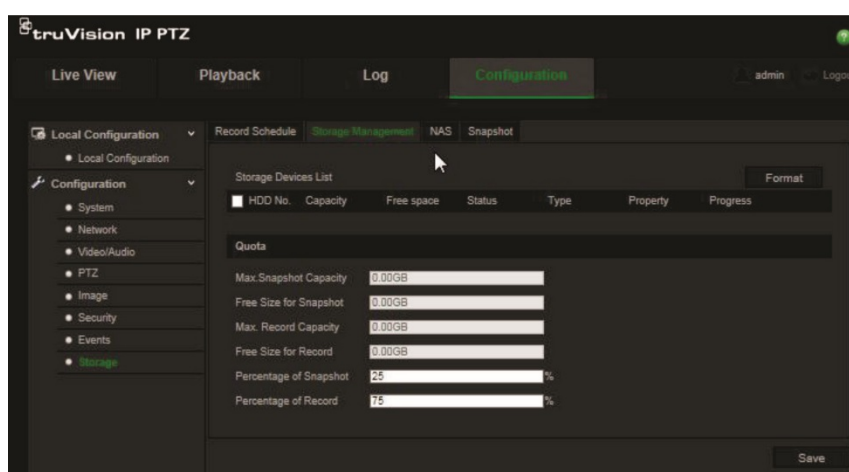 truVision IP PTZ
?
Live View Playback Log Configuration admin Logou
Local Configuration
Local Configuration
Configuration
System
Network
Video/Audio
PTZ
Image
Security
Events
Storage
Record Schedule Storage Management NAS Snapshot
Storage Devices List Format
HDD No. Capacity Free space Status Type Property Progress
Quota
Max.Snapshot Capacity 0.00GB
Free Size for Snapshot 0.00GB
Max. Record Capacity 0.00GB
Free Size for Record 0.00GB
Percentage of Snapshot 25 %
Percentage of Record 75 %
Save